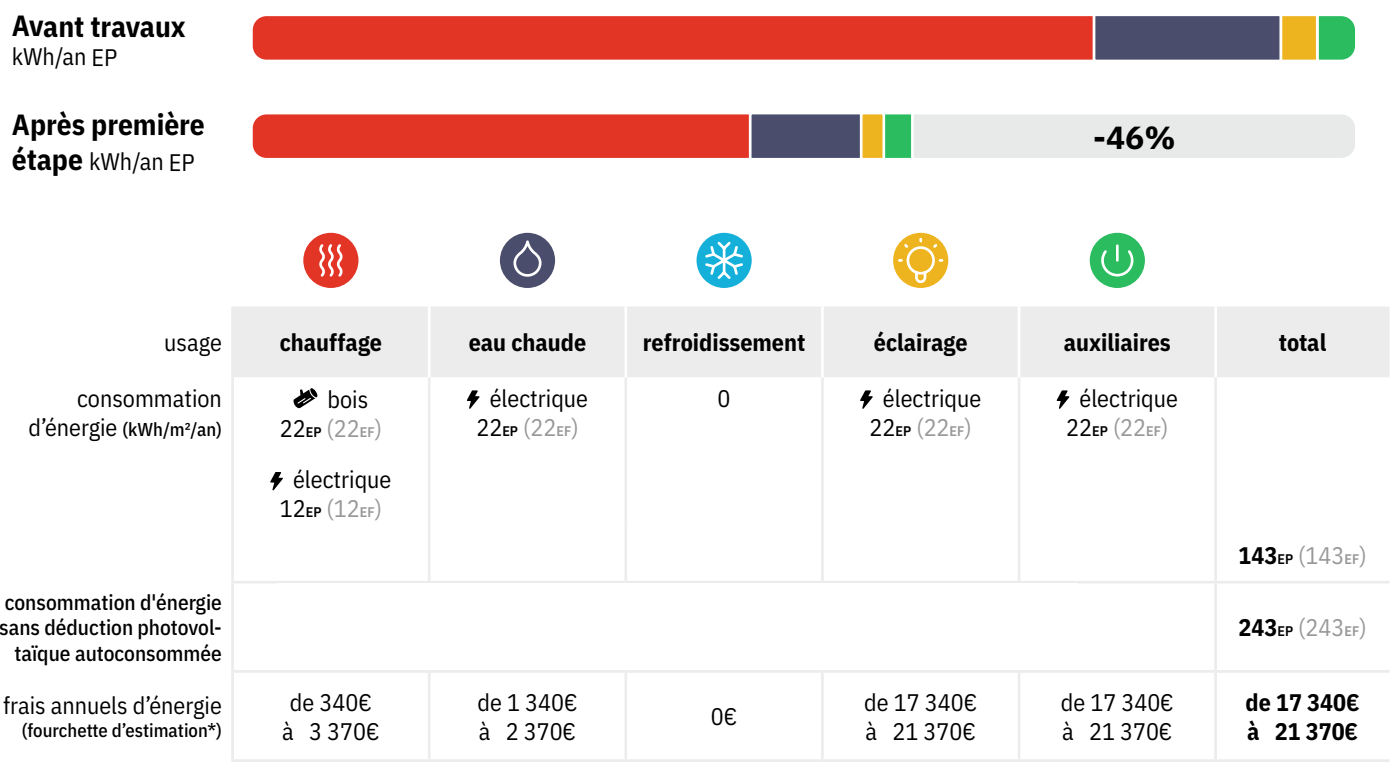 Avant travaux
kWh/an EP
Après première
étape kWh/an EP
-46%
usage
chauffage
eau chaude
refroidissement
éclairage
auxiliaires
total
consommation
d'énergie (kWh/m²/an)
bois
22EP (22EF)
électrique
12EP (12EF)
électrique
22EP (22EF)
0
électrique
22EP (22EF)
électrique
22EP (22EF)
143EP (143EF)
consommation d'énergie
sans déduction photovol-
taïque autoconsommée
243EP (243EF)
frais annuels d'énergie
(fourchette d'estimation*)
de 340€
à 3 370€
de 1 340€
à 2 370€
0€
de 17 340€
à 21 370€
de 17 340€
à 21 370€
de 17 340€
à 21 370€